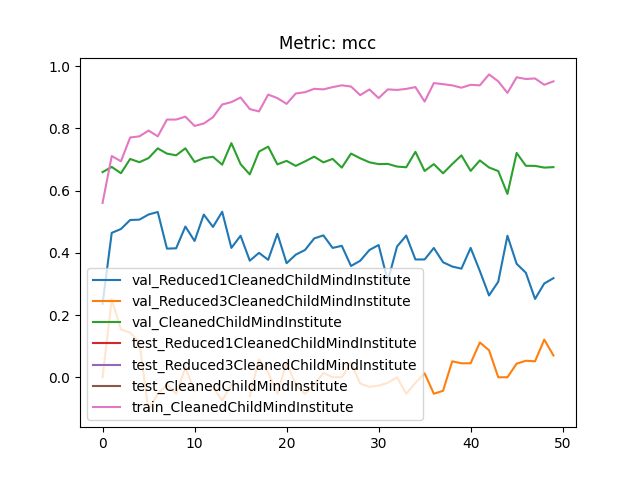 Metric: mcc
1.0
0.8
0.6
0.4
0.2
0.0
val_Reduced1CleanedChildMindInstitute
val_Reduced3CleanedChildMindInstitute
val_CleanedChildMindInstitute
test_Reduced1CleanedChildMindInstitute
test_Reduced3CleanedChildMindInstitute
test_CleanedChildMindInstitute
train_CleanedChildMindInstitute
0 10 20 30 40 50